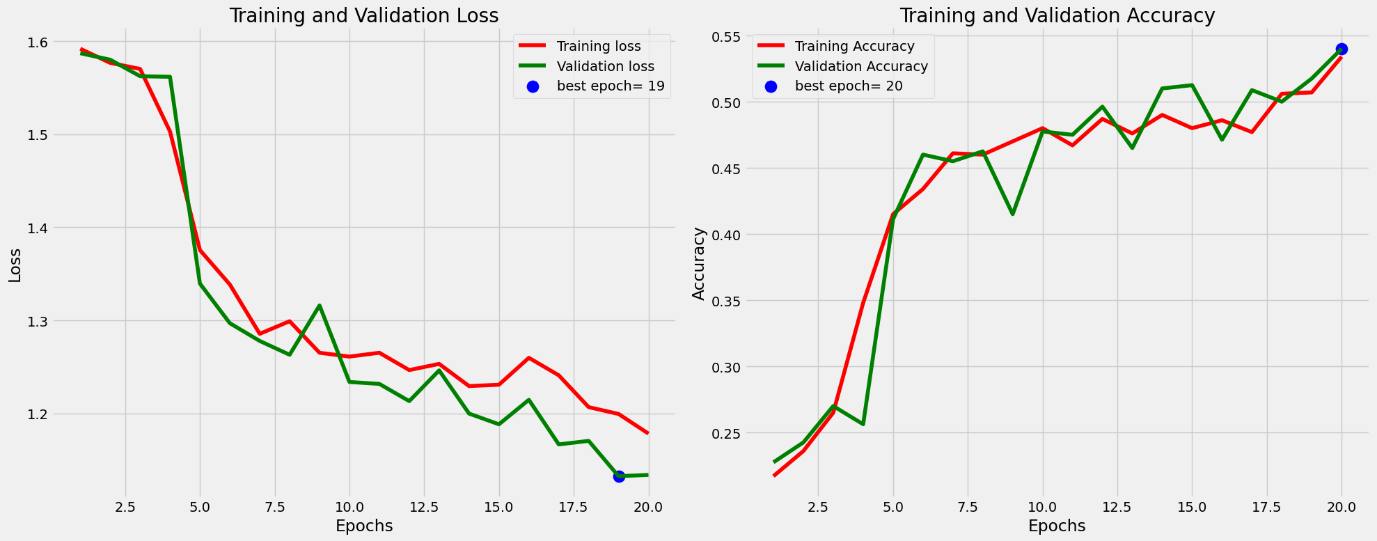 Training and Validation Loss
1.6
1.5
1.4
1.3
1.2
Loss
Training loss
Validation loss
best epoch= 19
2.5 5.0 7.5 10.0 12.5 15.0 17.5 20.0
Epochs
Training and Validation Accuracy
0.55
0.50
0.45
0.40
0.35
0.30
0.25
Accuracy
Training Accuracy
Validation Accuracy
best epoch= 20
2.5 5.0 7.5 10.0 12.5 15.0 17.5 20.0
Epochs